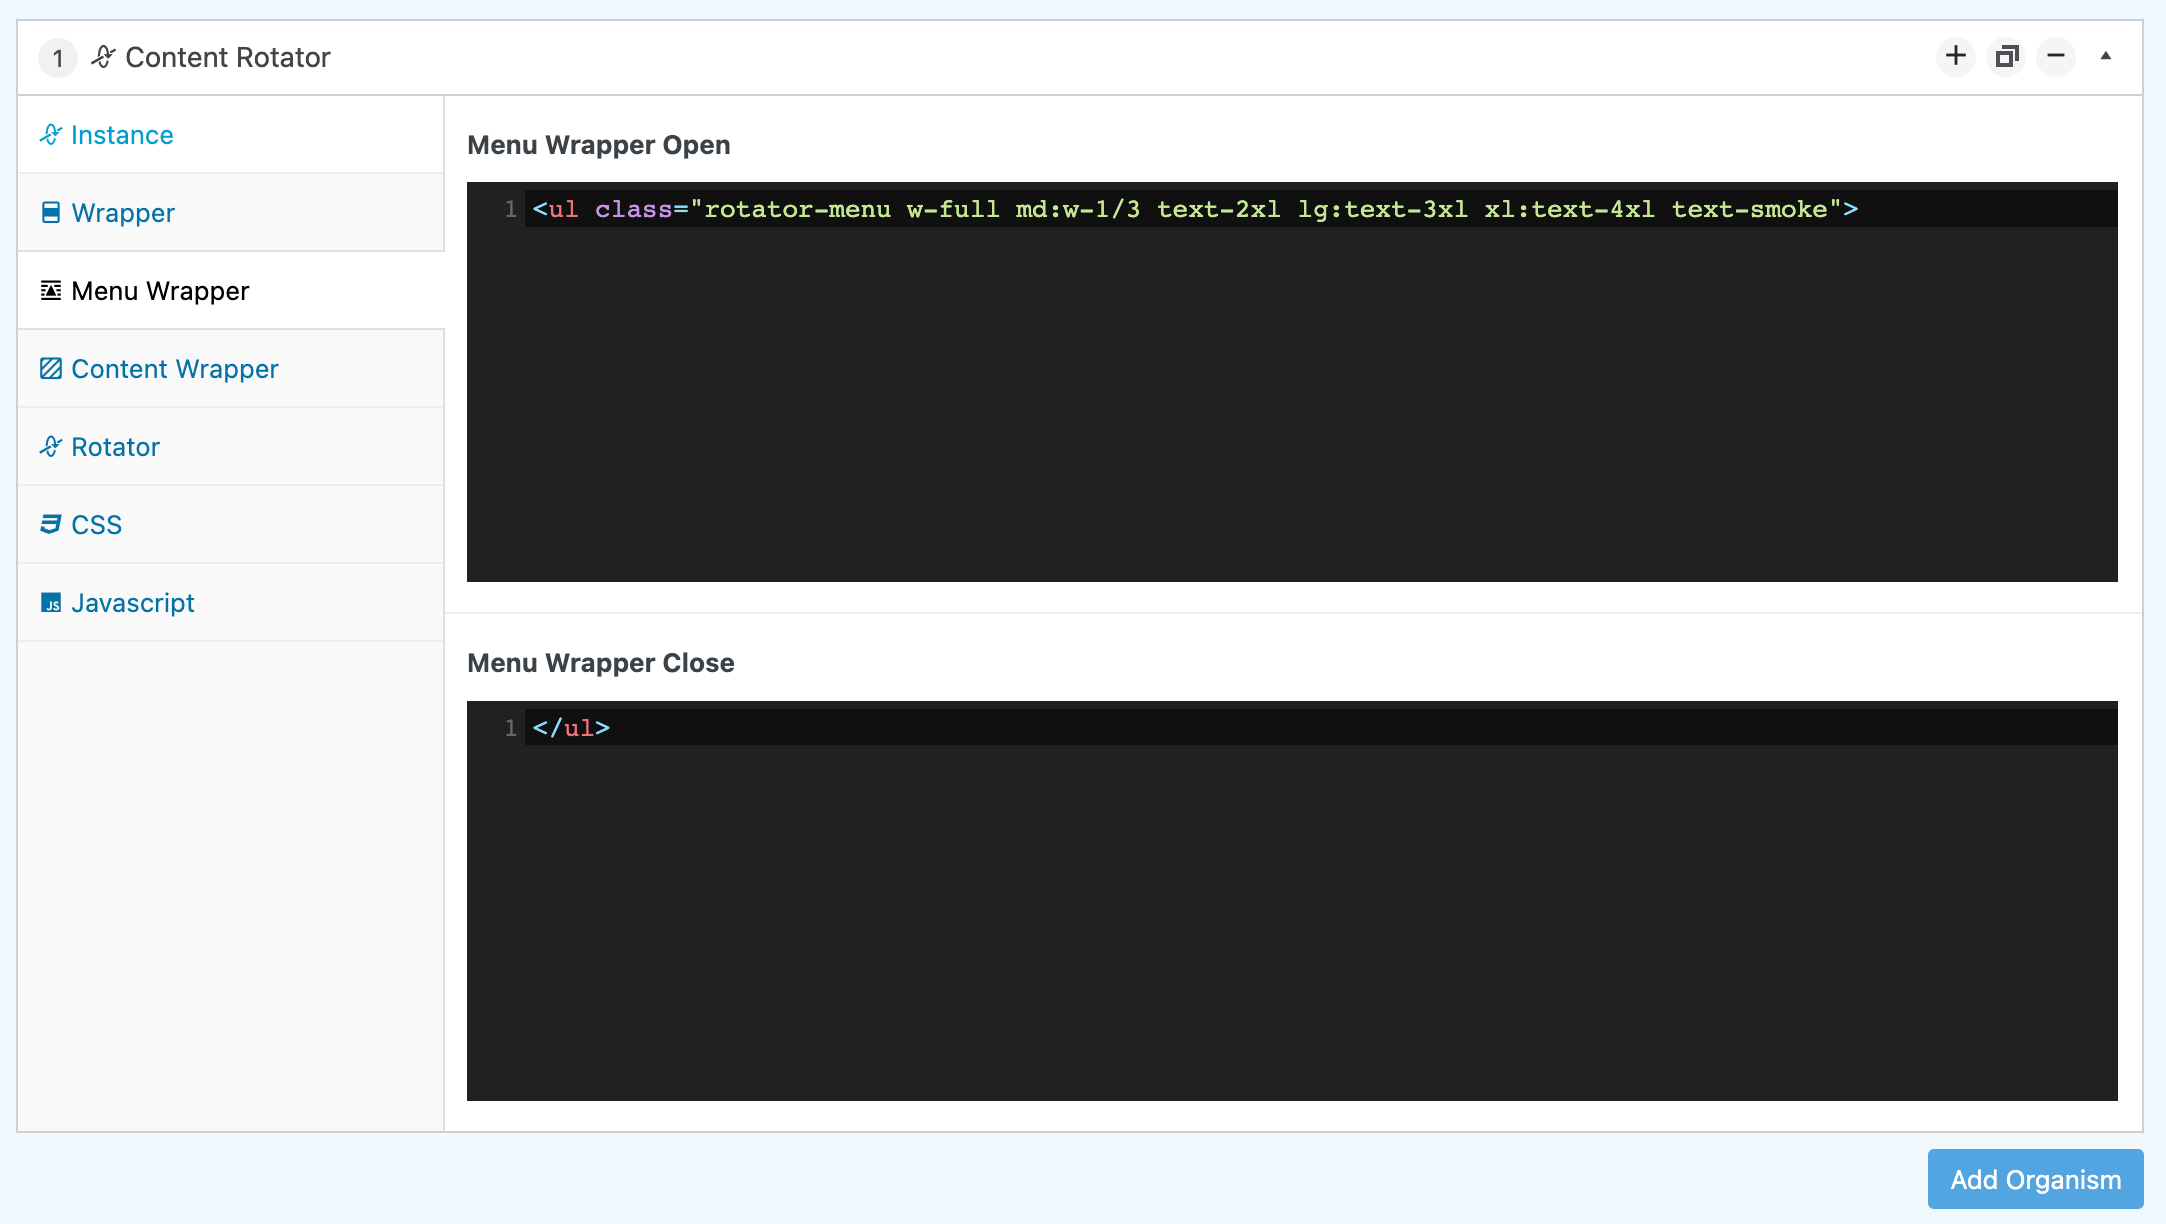 1 Content Rotator
Instance
Wrapper
Menu Wrapper
Content Wrapper
Rotator
CSS
JS Javascript
Menu Wrapper Open
1 <ul class="rotator-menu w-full md:w-1/3 text-2xl lg:text-3xl xl:text-4xl text-smoke">
Menu Wrapper Close
1 </ul>
Add Organism